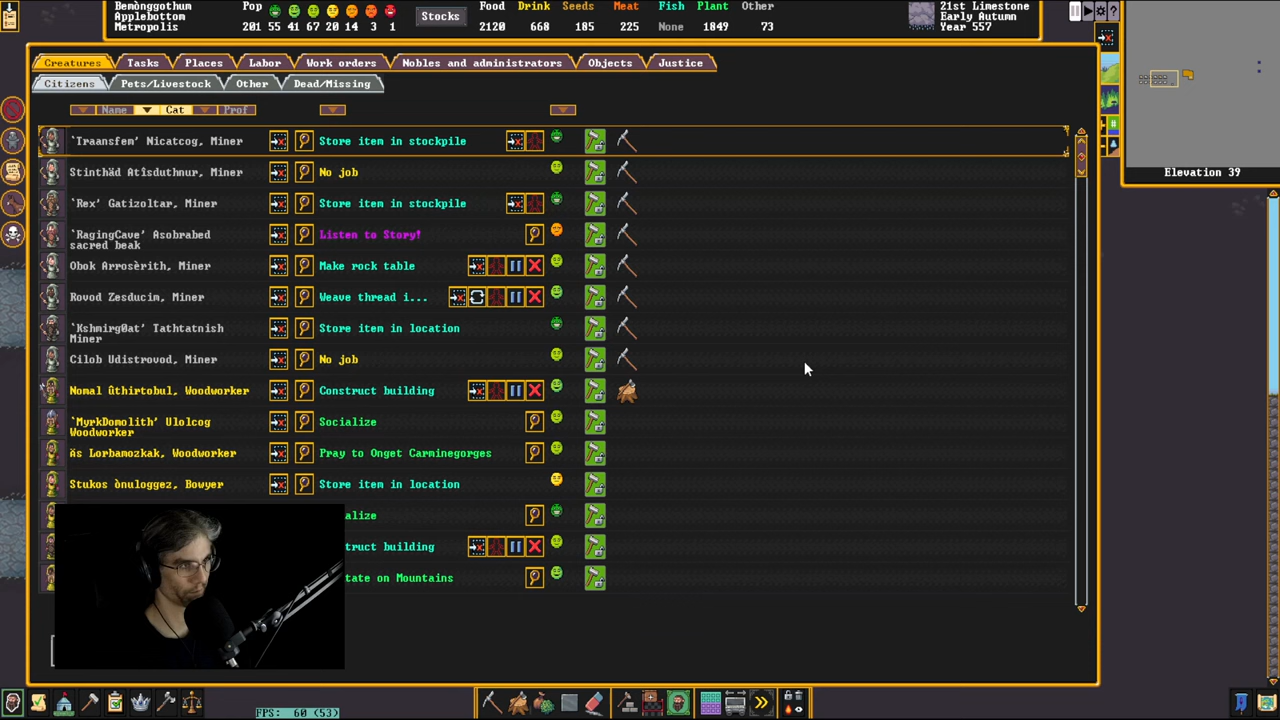 Bemònggothum
Applebottom
Metropolis
Pop
201 55 41 67 20 14 3 1
Stocks
Food Drink Seeds Meat Fish Plant Other
2120 668 185 225 None 1849 73
21st Limestone
Early Autumn
Year 557
Creatures Tasks Places Labor Work orders Nobles and administrators Objects Justice
Citizens Pets/Livestock Other Dead/Missing
Name Cat Prof
`Traansfem' Nicatcog, Miner Store item in stockpile
Stinthäd Atîsduthnur, Miner No job
`Rex' Gatizoltar, Miner Store item in stockpile
`RagingCave' Asobrabed
sacred beak
Listen to Story!
Obok Arrosèrith, Miner Make rock table
Rovod Zesducim, Miner Weave thread i...
`Kshmirg0at' Tathtatnish
Miner
Store item in location
Cilob Udistrovod, Miner No job
Nomal ûthirtobul, Woodworker Construct building
`MyrkDomolith' Ulolcog
Woodworker
Socialize
äs Lorbamozkak, Woodworker Pray to Onget Carminegorges
Stukos ònuloggez, Bowyer Store item in location
alize
truct building
tate on Mountains
Elevation 39
FPS: 60 (53)